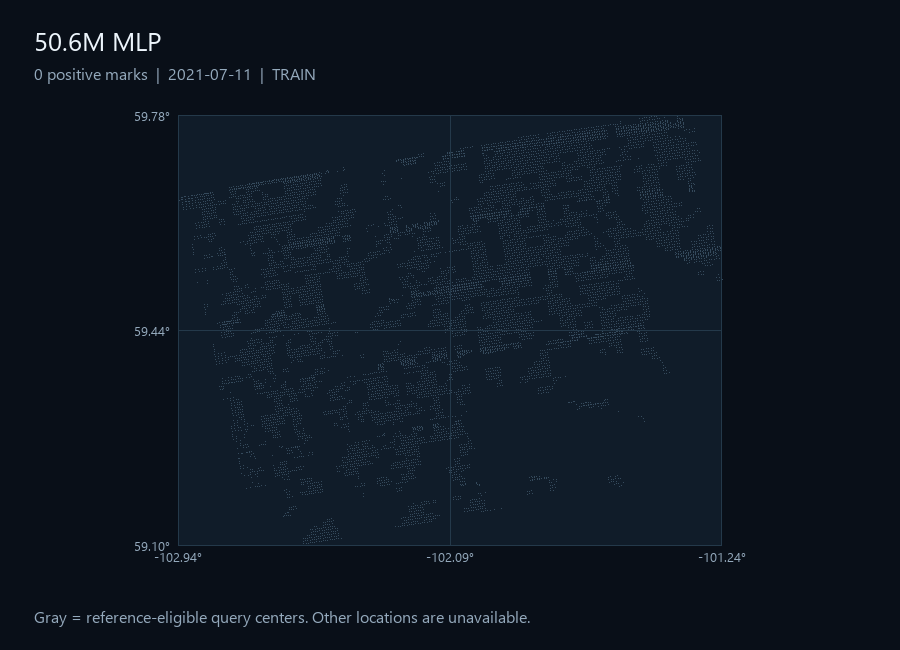 50.6M MLP
0 positive marks | 2021-07-11 | TRAIN
59.78°
59.44°
59.10°
-102.94°
-102.09°
-101.24°
Gray = reference-eligible query centers. Other locations are unavailable.